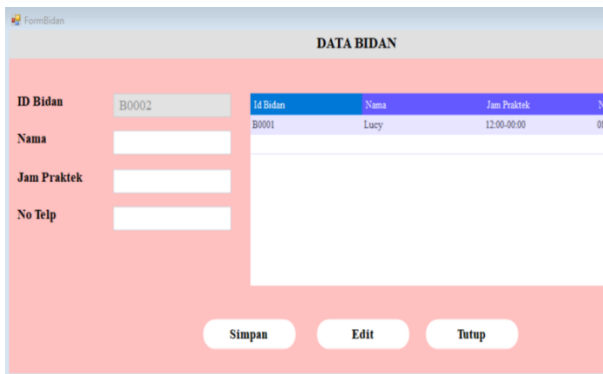 FormBidan
DATA BIDAN
ID Bidan B0002
Nama
Jam Praktek
No Telp
Id Bidan Nama Jam Praktek
B0001 Lucy 12:00-00:00
Simpan Edit Tutup